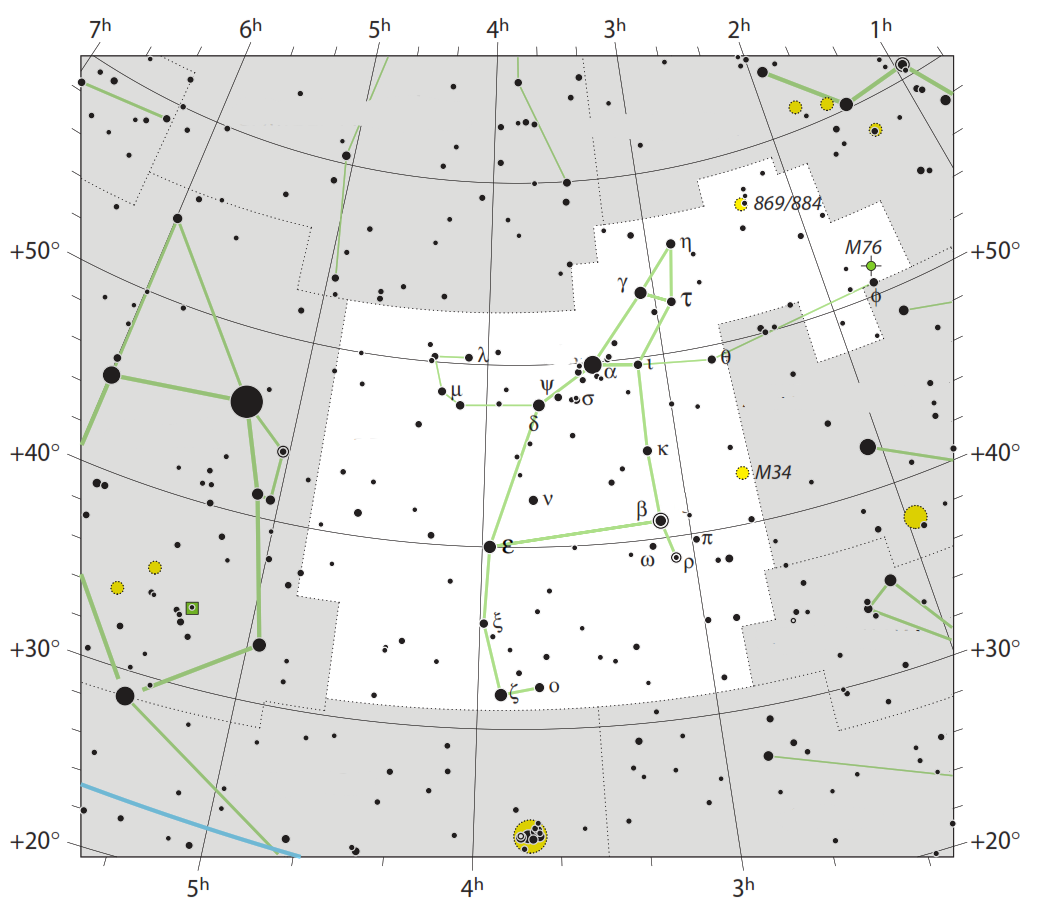 7h 6h 5h 4h 3h 2h 1h
869/884
η
M76
+50° +50°
γ τ φ
λ α ι θ
ψ
μ σ
δ
+40° κ M34 +40°
ν
β
ε π
ω ρ
ξ
+30° +30°
ζ ο
+20° +20°
5h 4h 3h